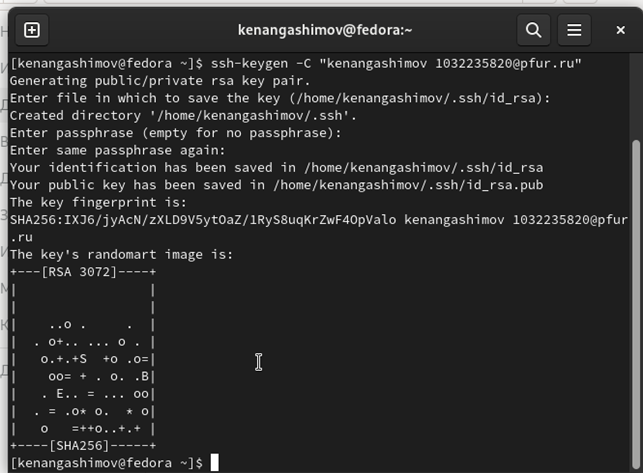 kenangashimov@fedora:~
[kenangashimov@fedora ~]$ ssh-keygen -C "kenangashimov 1032235820@pfur.ru"
Generating public/private rsa key pair.
Enter file in which to save the key (/home/kenangashimov/.ssh/id_rsa):
Created directory '/home/kenangashimov/.ssh'.
Enter passphrase (empty for no passphrase):
Enter same passphrase again:
Your identification has been saved in /home/kenangashimov/.ssh/id_rsa
Your public key has been saved in /home/kenangashimov/.ssh/id_rsa.pub
The key fingerprint is:
SHA256:IXJ6/jyAcN/zXLD9V5ytOaZ/1RyS8uqKrZwF4OpValo kenangashimov 1032235820@pfur
.ru
The key's randomart image is:
+---[RSA 3072]----+
|                 |
|                 |
|    ..o .     .  |
|  . o+.. ... o . |
|   o.+.+S  +o .o=|
|    oo= + . o. .B|
|   . E.. = ... oo|
|  . = .o* o.  * o|
|   o   =++o..+.+ |
+----[SHA256]-----+
[kenangashimov@fedora ~]$